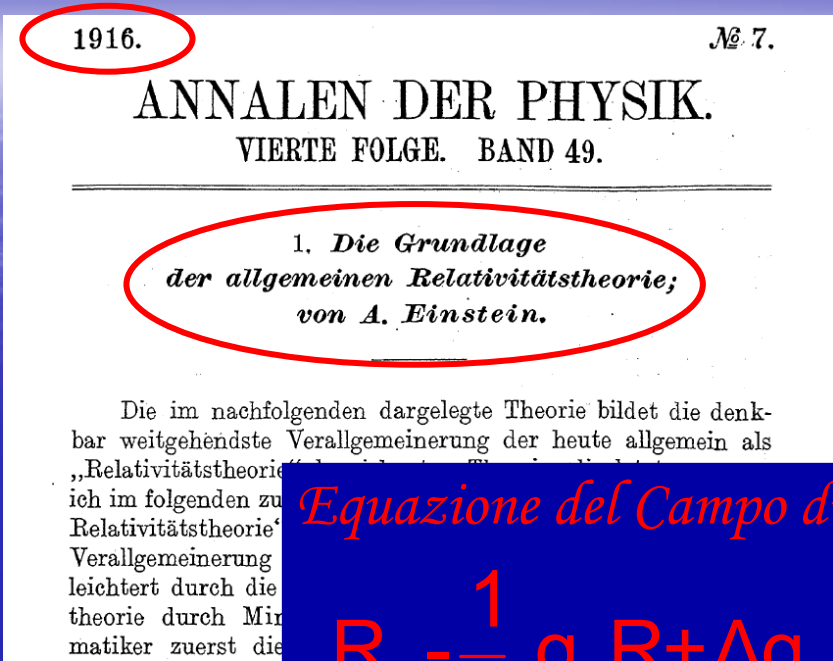 1916. № 7.
ANNALEN DER PHYSIK.
VIERTE FOLGE. BAND 49.
1. Die Grundlage
der allgemeinen Relativitätstheorie;
von A. Einstein.
Die im nachfolgenden dargelegte Theorie bildet die denk-
bar weitgehendste Verallgemeinerung der heute allgemein als
„Relativitätstheorie
ich im folgenden zu
Relativitätstheorie‘
Verallgemeinerung
leichtert durch die
theorie durch
matiker zuerst die
Equazione del Campo d
R - 1 g R+Λg